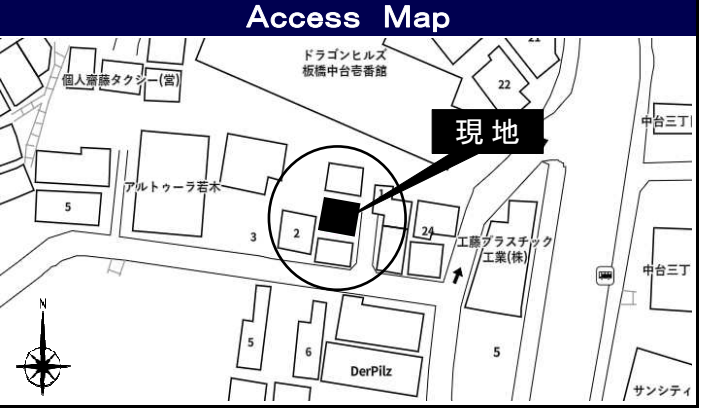 Access Map
21
ドラゴンヒルズ
板橋中台壱番館
個人齋藤タクシー(営)
22
現地
中台三丁
アルトゥーラ若木
1
5
2
3
24
工藤プラスチック
工業(株)
中台三丁
N
5
6
5
DerPilz
サンシティ